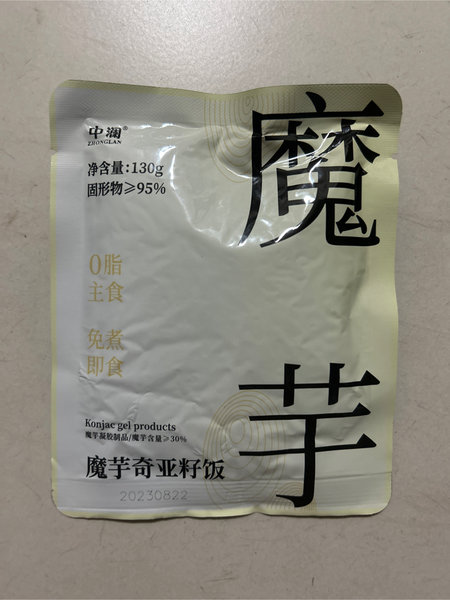 中澜®
ZHONGLAN
净含量:130g
固形物≥95%
0脂
主食
免煮
即食
魔芋
Konjac gel products
魔芋凝胶制品/魔芋含量≥30%
魔芋奇亚籽饭
20230822